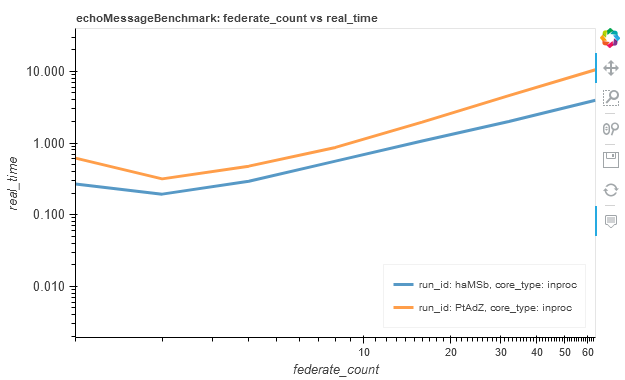 echoMessageBenchmark: federate_count vs real_time
10.000
1.000
0.100
0.010
real_time
run_id: haMSb, core_type: inproc
run_id: PtAdZ, core_type: inproc
10 20 30 40 50 60
federate_count